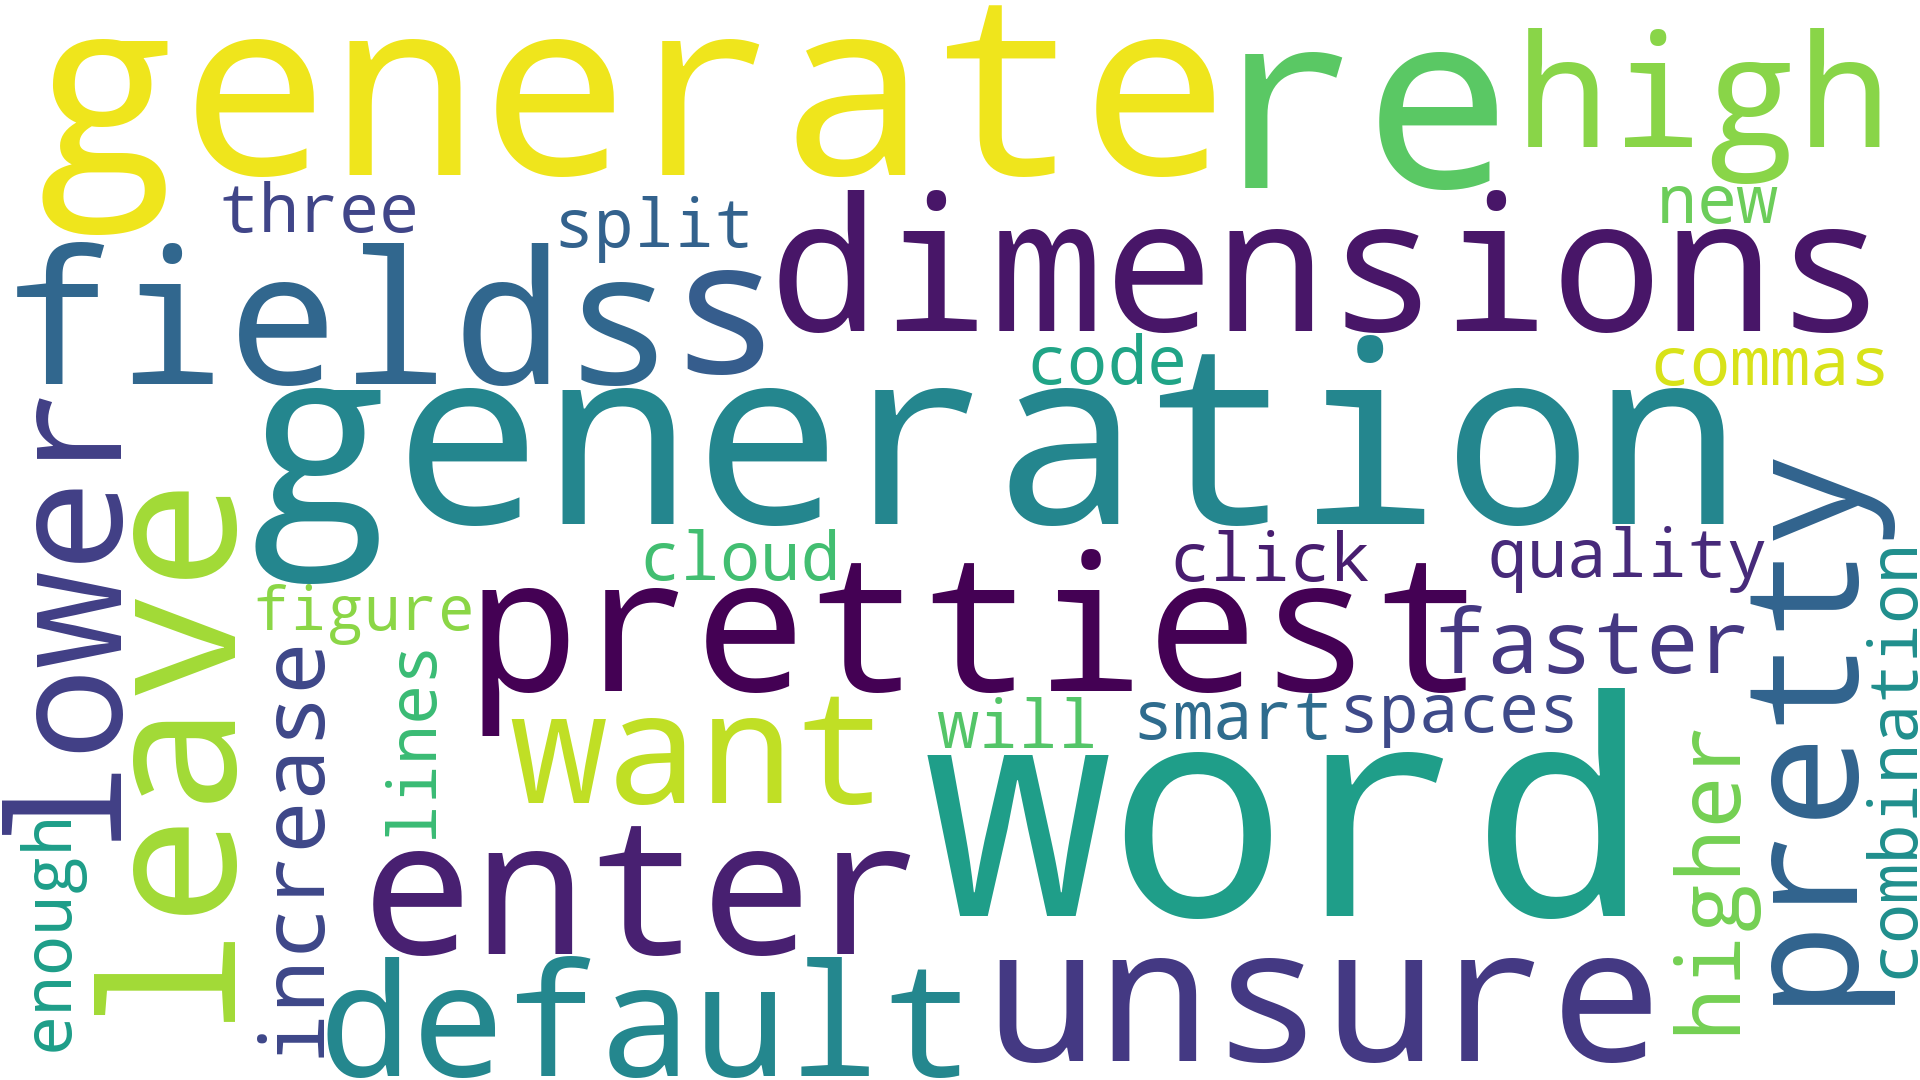 generate
re
high
three
split
new
fields
s
dimensions
code
commas
generation
lower
leave
pretty
cloud
click
quality
combination
figure
prettiest
faster
increase
lines
want
will
smart
spaces
word
higher
enough
enter
default
unsure